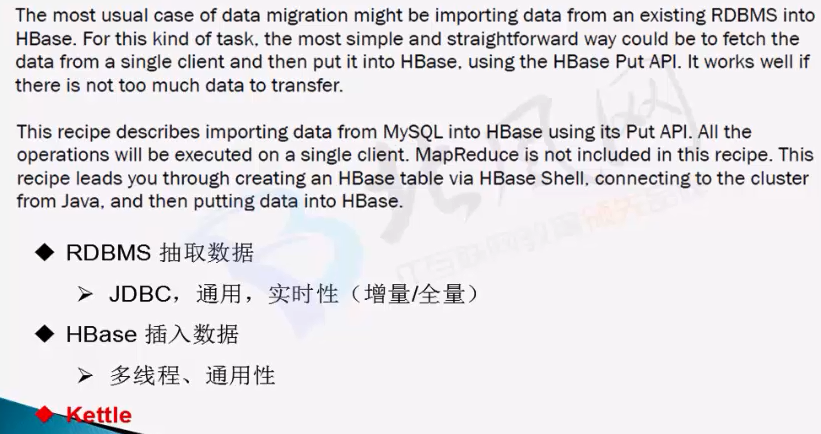 The most usual case of data migration might be importing data from an existing RDBMS into
HBase. For this kind of task, the most simple and straightforward way could be to fetch the
data from a single client and then put it into HBase, using the HBase Put API. It works well if
there is not too much data to transfer.
This recipe describes importing data from MySQL into HBase using its Put API. All the
operations will be executed on a single client. MapReduce is not included in this recipe. This
recipe leads you through creating an HBase table via HBase Shell, connecting to the cluster
from Java, and then putting data into HBase.
◆ RDBMS 抽取数据
➢ JDBC，通用，实时性（增量/全量）
◆ HBase 插入数据
➢ 多线程、通用性
◆ Kettle
北风网